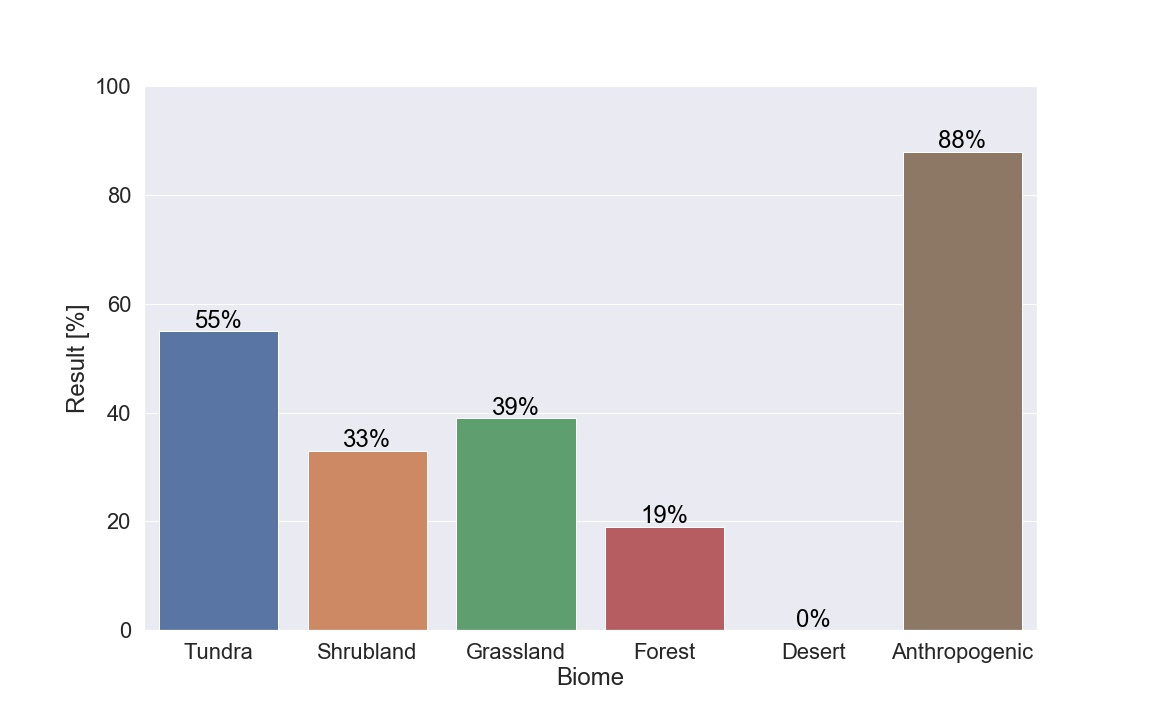 100
80
60
40
20
0
Result [%]
55%
33%
39%
19%
0%
88%
Tundra
Shrubland
Grassland
Forest
Desert
Anthropogenic
Biome